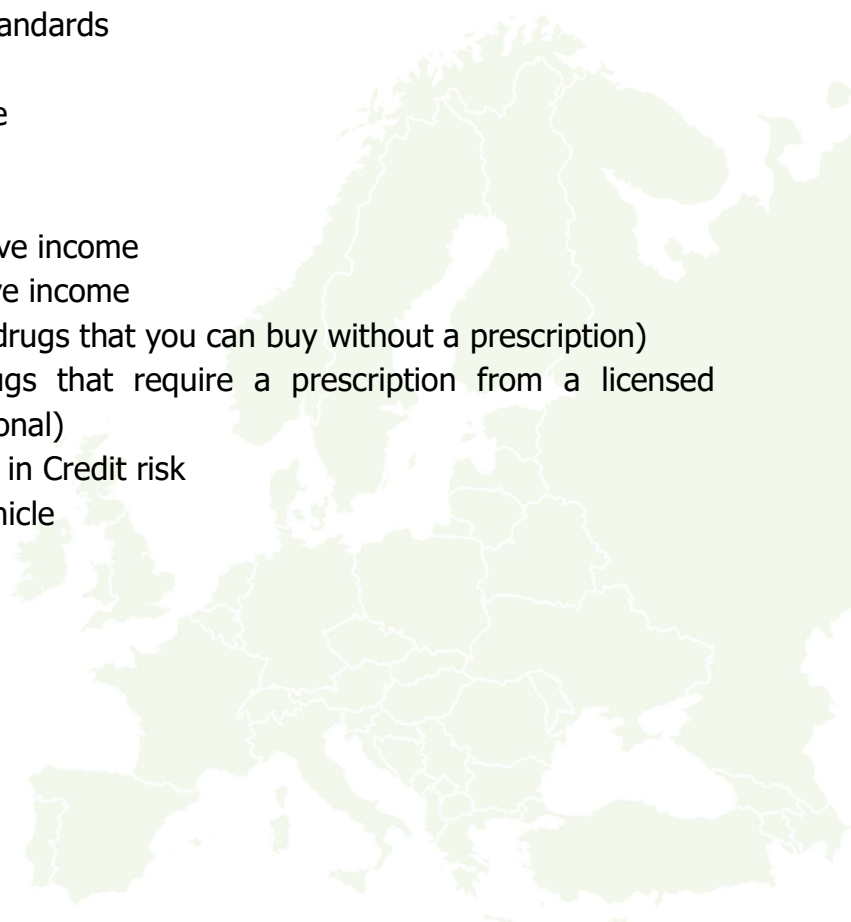 andards
e
ve income
ve income
drugs that you can buy without a prescription)
ugs that require a prescription from a licensed
onal)
in Credit risk
hicle